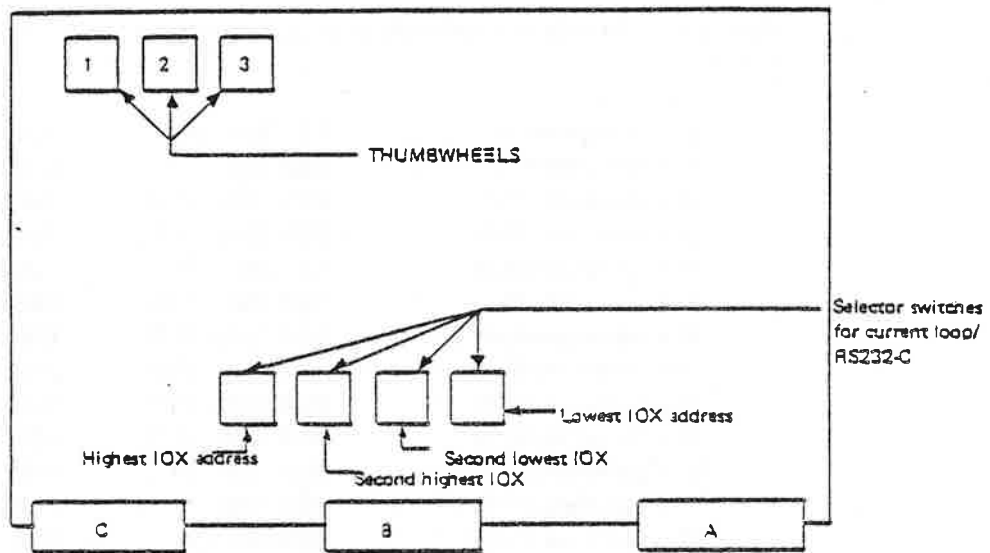 1 2 3
THUMBWHEELS
Selector switches
for current loop/
RS232-C
Lowest IOX address
Highest IOX address
Second lowest IOX
Second highest IOX
C B A